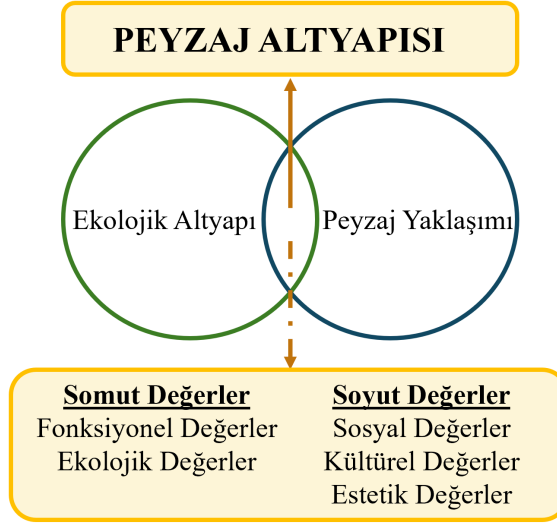 PEYZAJ ALTYAPISI
Ekolojik Altyapı
Peyzaj Yaklaşımı
Somut Değerler
Fonksiyonel Değerler
Ekolojik Değerler
Soyut Değerler
Sosyal Değerler
Kültürel Değerler
Estetik Değerler